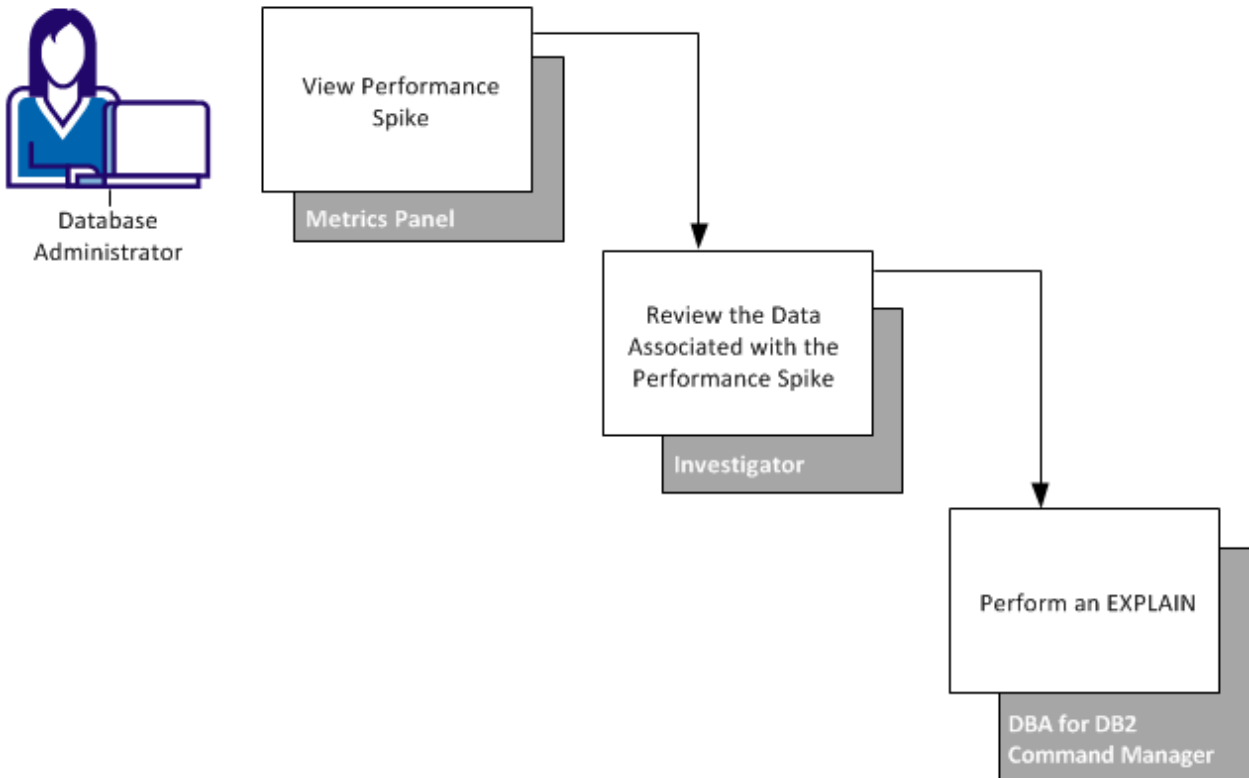 Database
Administrator
View Performance
Spike
Metrics Panel
Review the Data
Associated with the
Performance Spike
Investigator
Perform an EXPLAIN
DBA for DB2
Command Manager